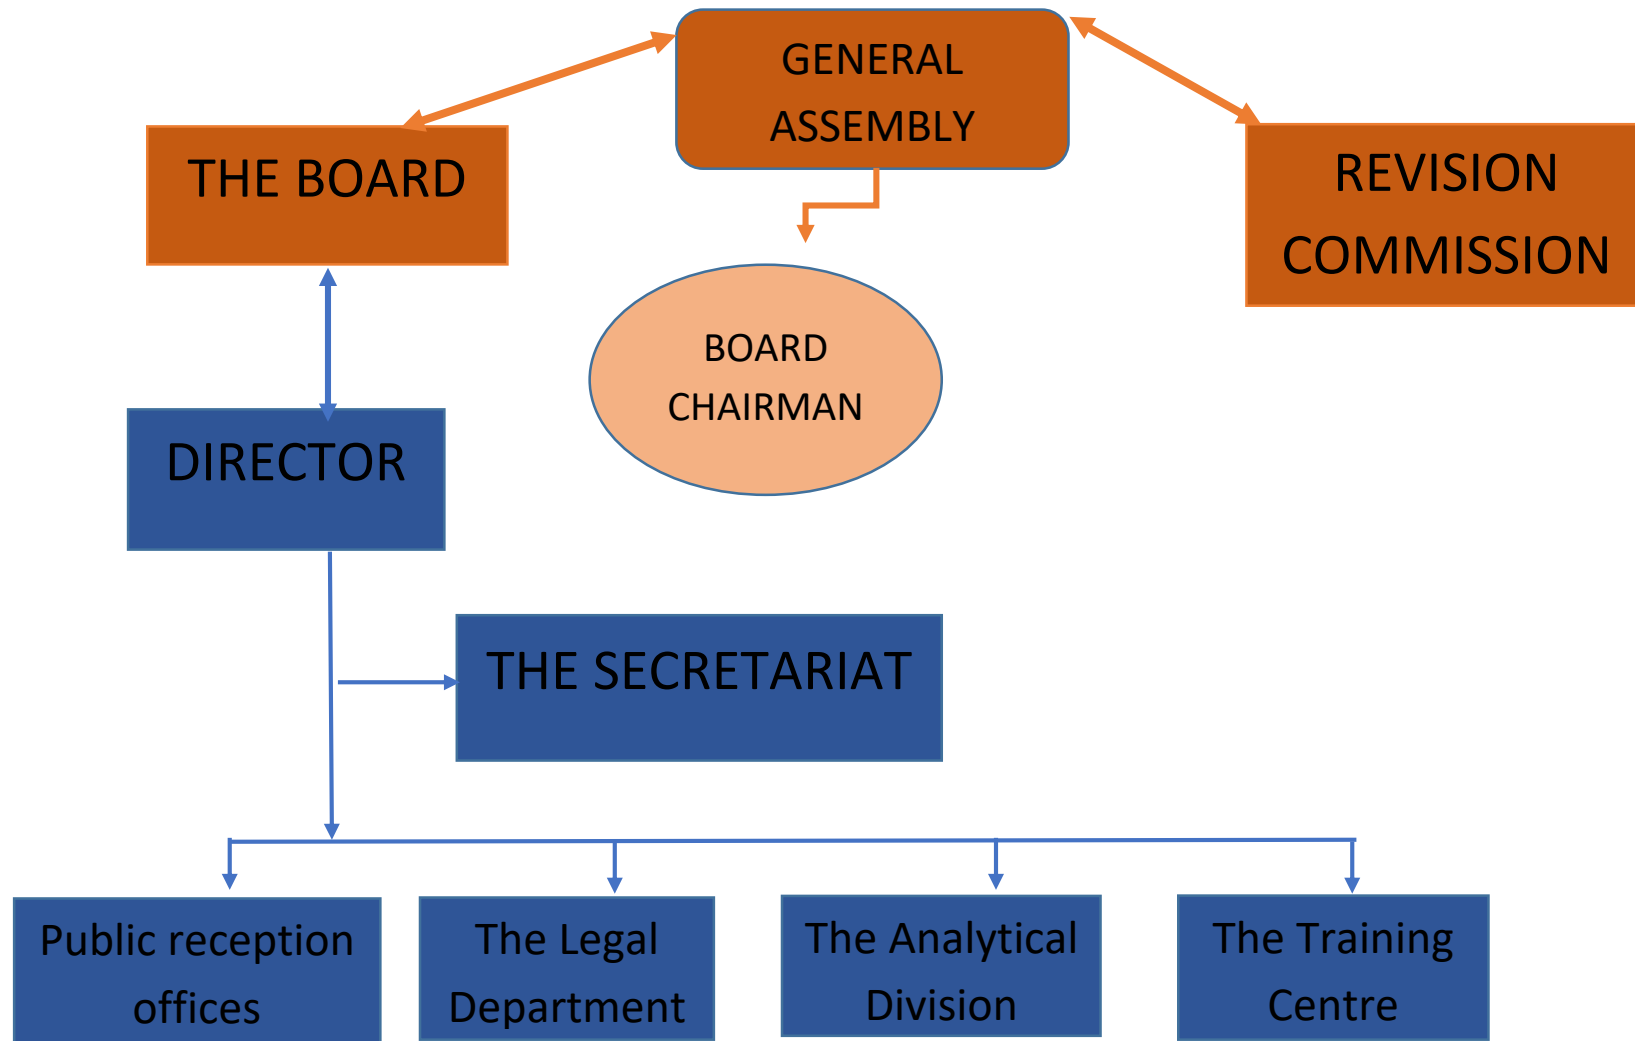 GENERAL
ASSEMBLY
THE BOARD
REVISION
COMMISSION
BOARD
CHAIRMAN
DIRECTOR
THE SECRETARIAT
Public reception
offices
The Legal
Department
The Analytical
Division
The Training
Centre